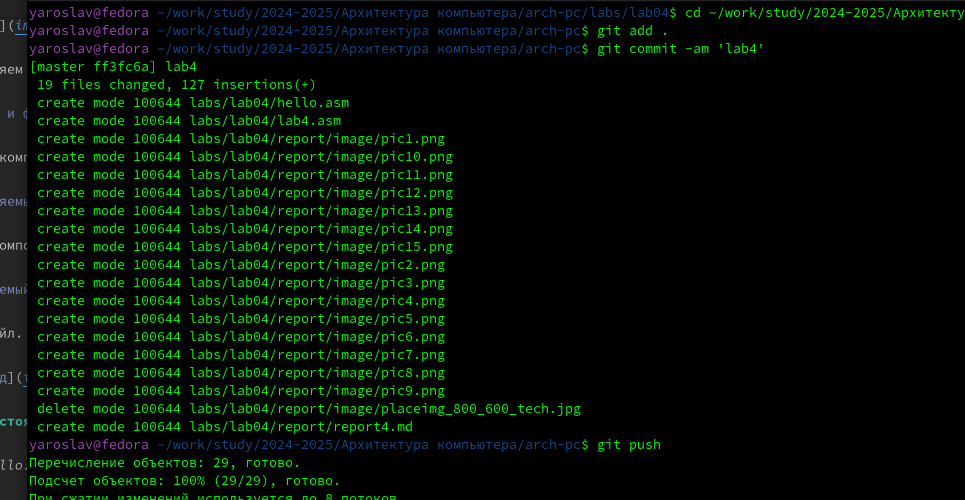 yaroslav@fedora ~/work/study/2024-2025/Архитектура компьютера/arch-pc/labs/lab04$ cd ~/work/study/2024-2025/Архитекту
yaroslav@fedora ~/work/study/2024-2025/Архитектура компьютера/arch-pc$ git add .
yaroslav@fedora ~/work/study/2024-2025/Архитектура компьютера/arch-pc$ git commit -am 'lab4'
[master ff3fc6a] lab4
19 files changed, 127 insertions(+)
create mode 100644 labs/lab04/hello.asm
create mode 100644 labs/lab04/lab4.asm
create mode 100644 labs/lab04/report/image/pic1.png
create mode 100644 labs/lab04/report/image/pic10.png
create mode 100644 labs/lab04/report/image/pic11.png
create mode 100644 labs/lab04/report/image/pic12.png
create mode 100644 labs/lab04/report/image/pic13.png
create mode 100644 labs/lab04/report/image/pic14.png
create mode 100644 labs/lab04/report/image/pic15.png
create mode 100644 labs/lab04/report/image/pic2.png
create mode 100644 labs/lab04/report/image/pic3.png
create mode 100644 labs/lab04/report/image/pic4.png
create mode 100644 labs/lab04/report/image/pic5.png
create mode 100644 labs/lab04/report/image/pic6.png
create mode 100644 labs/lab04/report/image/pic7.png
create mode 100644 labs/lab04/report/image/pic8.png
create mode 100644 labs/lab04/report/image/pic9.png
delete mode 100644 labs/lab04/report/image/placeimg_800_600_tech.jpg
create mode 100644 labs/lab04/report/report4.md
yaroslav@fedora ~/work/study/2024-2025/Архитектура компьютера/arch-pc$ git push
Перечисление объектов: 29, готово.
Подсчет объектов: 100% (29/29), готово.
При сжатии изменений используется до 8 потоков